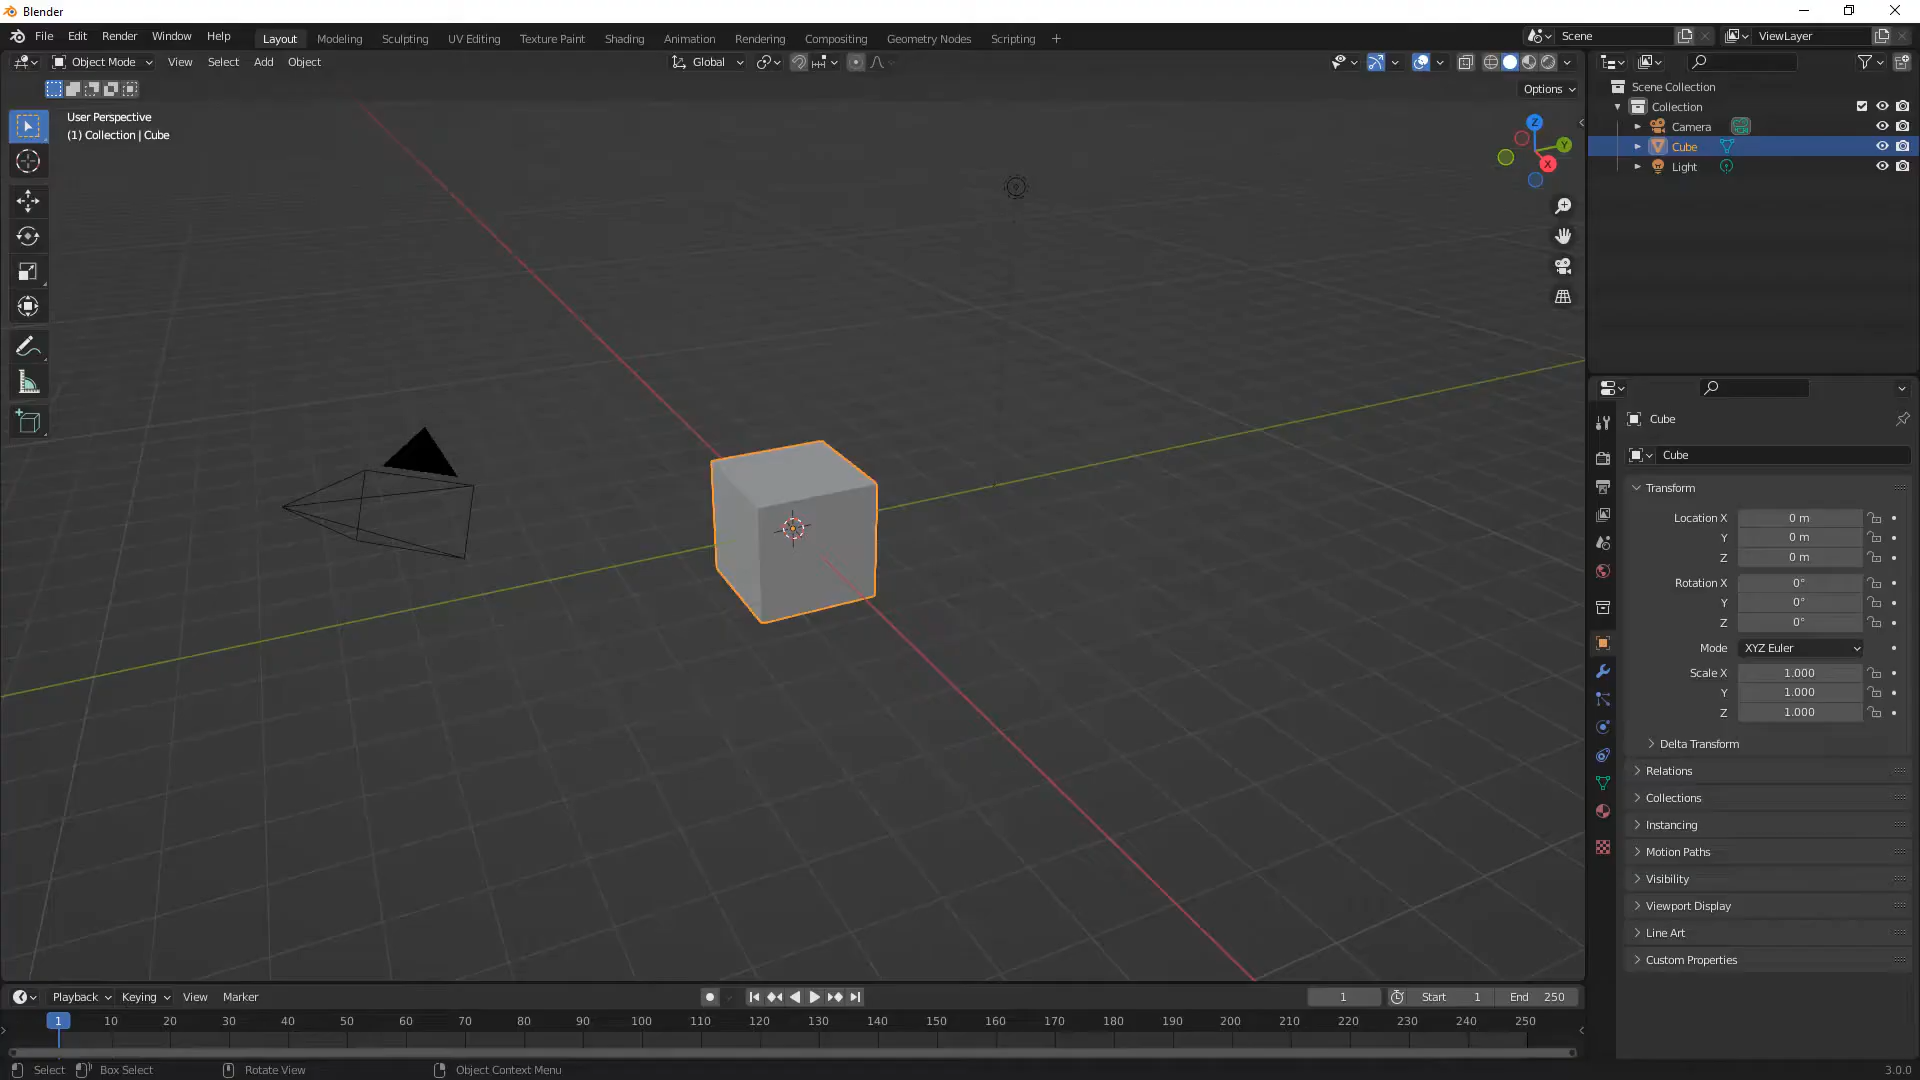 Blender
File Edit Render Window Help Layout Modeling Sculpting UV Editing Texture Paint Shading Animation Rendering Compositing Geometry Nodes Scripting + Scene ViewLayer
Object Mode View Select Add Object Global
Options
User Perspective
(1) Collection | Cube
Z
Y
X
Scene Collection
Collection
Camera
Cube
Light
Cube
Cube
Transform
Location X 0 m
Y 0 m
Z 0 m
Rotation X 0°
Y 0°
Z 0°
Mode XYZ Euler
Scale X 1.000
Y 1.000
Z 1.000
Delta Transform
Relations
Collections
Instancing
Motion Paths
Visibility
Viewport Display
Line Art
Custom Properties
Playback Keying View Marker 1 Start 1 End 250
1 10 20 30 40 50 60 70 80 90 100 110 120 130 140 150 160 170 180 190 200 210 220 230 240 250
Select Box Select Rotate View Object Context Menu 3.0.0